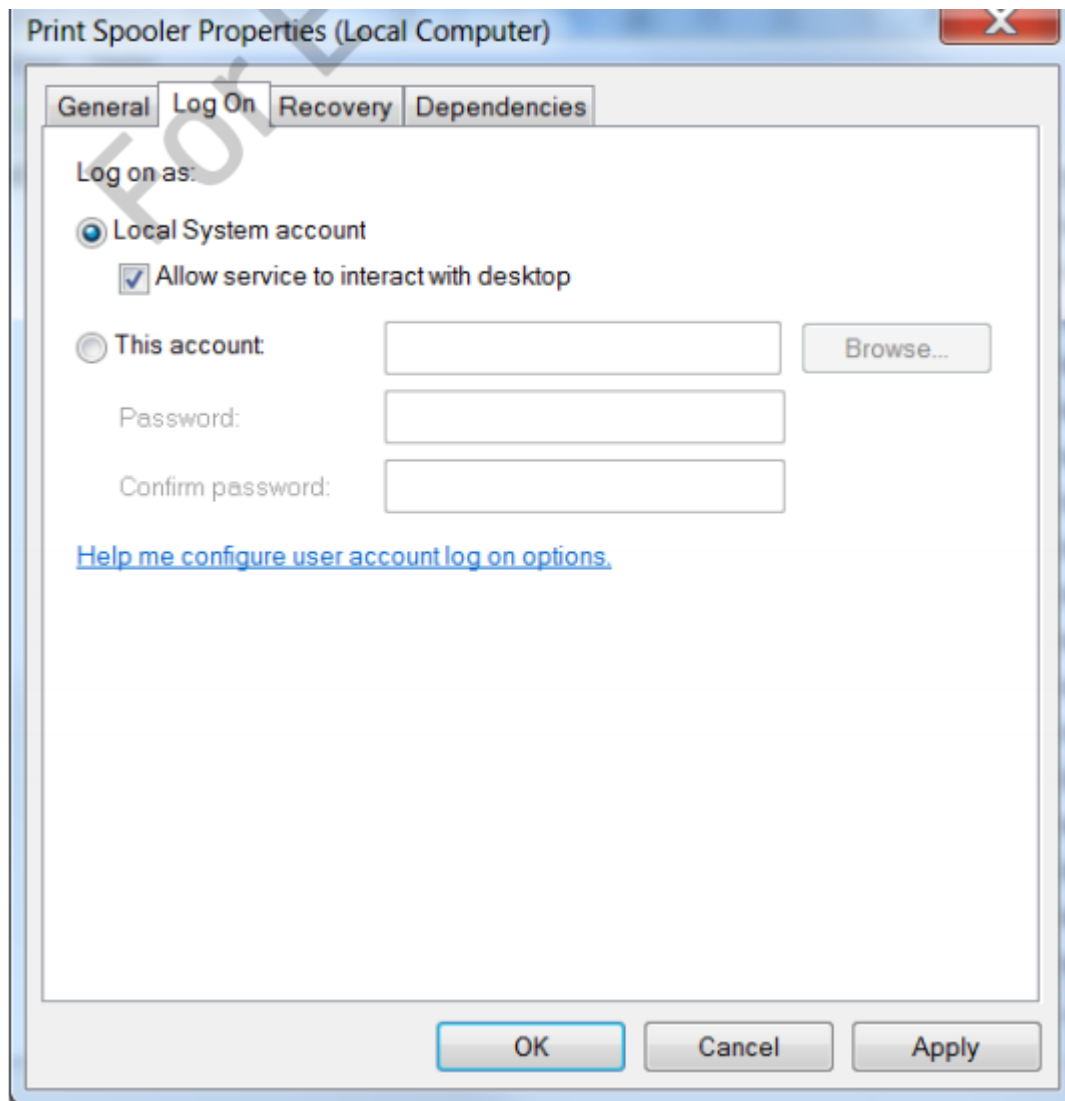 Print Spooler Properties (Local Computer)
General Log On Recovery Dependencies
Log on as:
Local System account
Allow service to interact with desktop
This account:
Browse...
Password:
Confirm password:
Help me configure user account log on options.
OK Cancel Apply
For